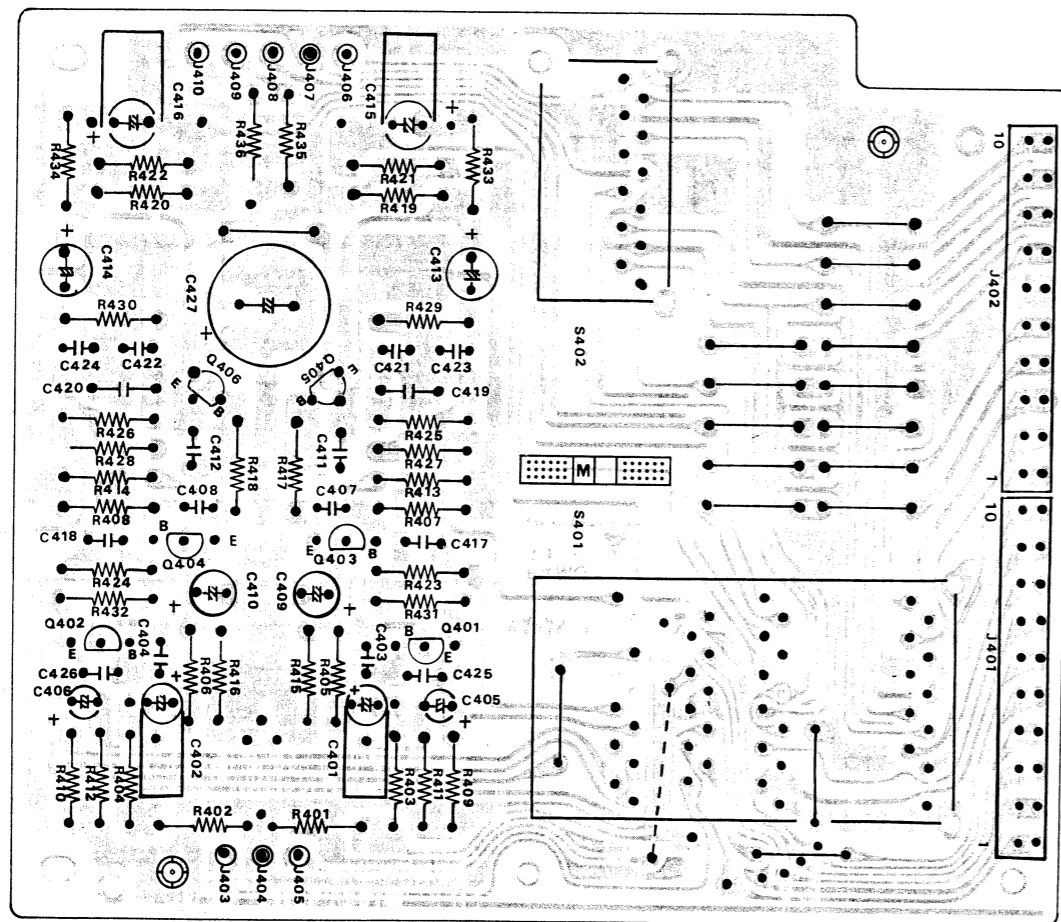 J410
J409
J408
J407
J406
C416
C415
+
+
R434
R436
R435
R433
R422
R421
R420
R419
+
+
C414
C427
C413
+
R430
R429
C424
C422
C421
C423
Q406
E
B
Q405
E
B
C420
C419
R426
R425
R428
R427
C412
R418
R417
C411
R414
R413
C408
C407
R408
R407
C418
B
E
Q404
E
B
Q403
C417
R424
R423
C410
C409
R432
R431
+
+
Q402
E
B
C404
C403
B
Q401
E
C426
C425
C406
C405
+
+
+
+
R406
R416
R415
R405
C402
C401
R410
R412
R404
R403
R411
R409
R402
R401
J403
J404
J405
S402
M
S401
10
J402
1
10
J401
1